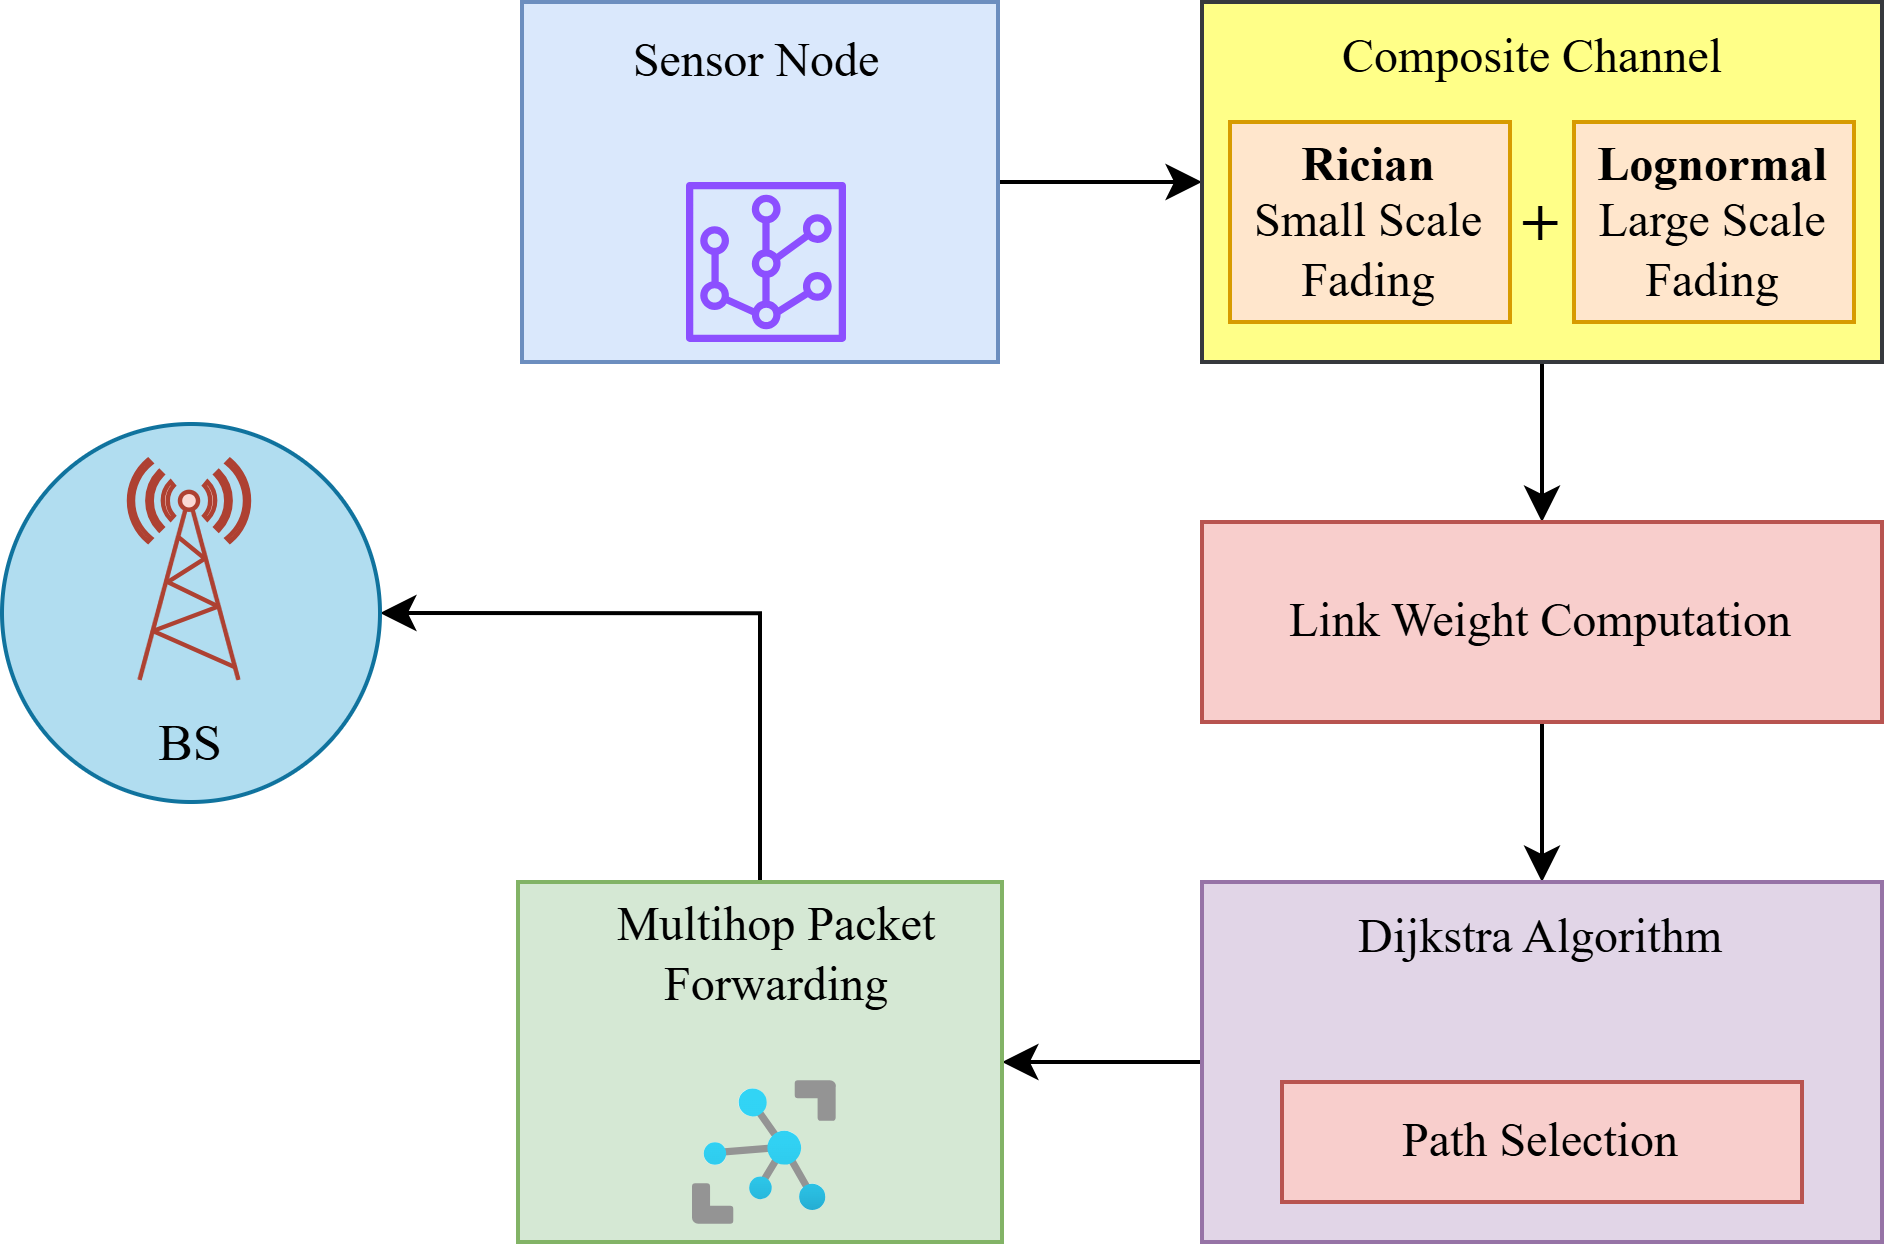 Sensor Node
Composite Channel
Rician
Small Scale
Fading
+
Lognormal
Large Scale
Fading
Link Weight Computation
BS
Multihop Packet
Forwarding
Dijkstra Algorithm
Path Selection